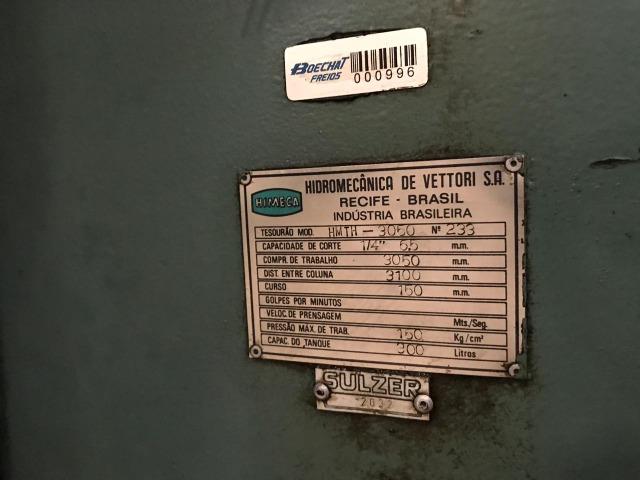 BOECHAT
FREIOS
000996
HIMECA
HIDROMECÂNICA DE VETTORI S.A.
RECIFE - BRASIL
INDÚSTRIA BRASILEIRA
TESOURÃO MOD. HMTH - 3050 Nº 233
CAPACIDADE DE CORTE 1/4" 6,5 m.m.
COMPR. DE TRABALHO 3050 m.m.
DIST. ENTRE COLUNA 3100 m.m.
CURSO 150 m.m.
GOLPES POR MINUTOS
VELOC. DE PRENSAGEM Mts./Seg.
PRESSÃO MÁX. DE TRAB. 150 Kg/cm²
CAPAC. DO TANQUE 300 Litros
SULZER
2032